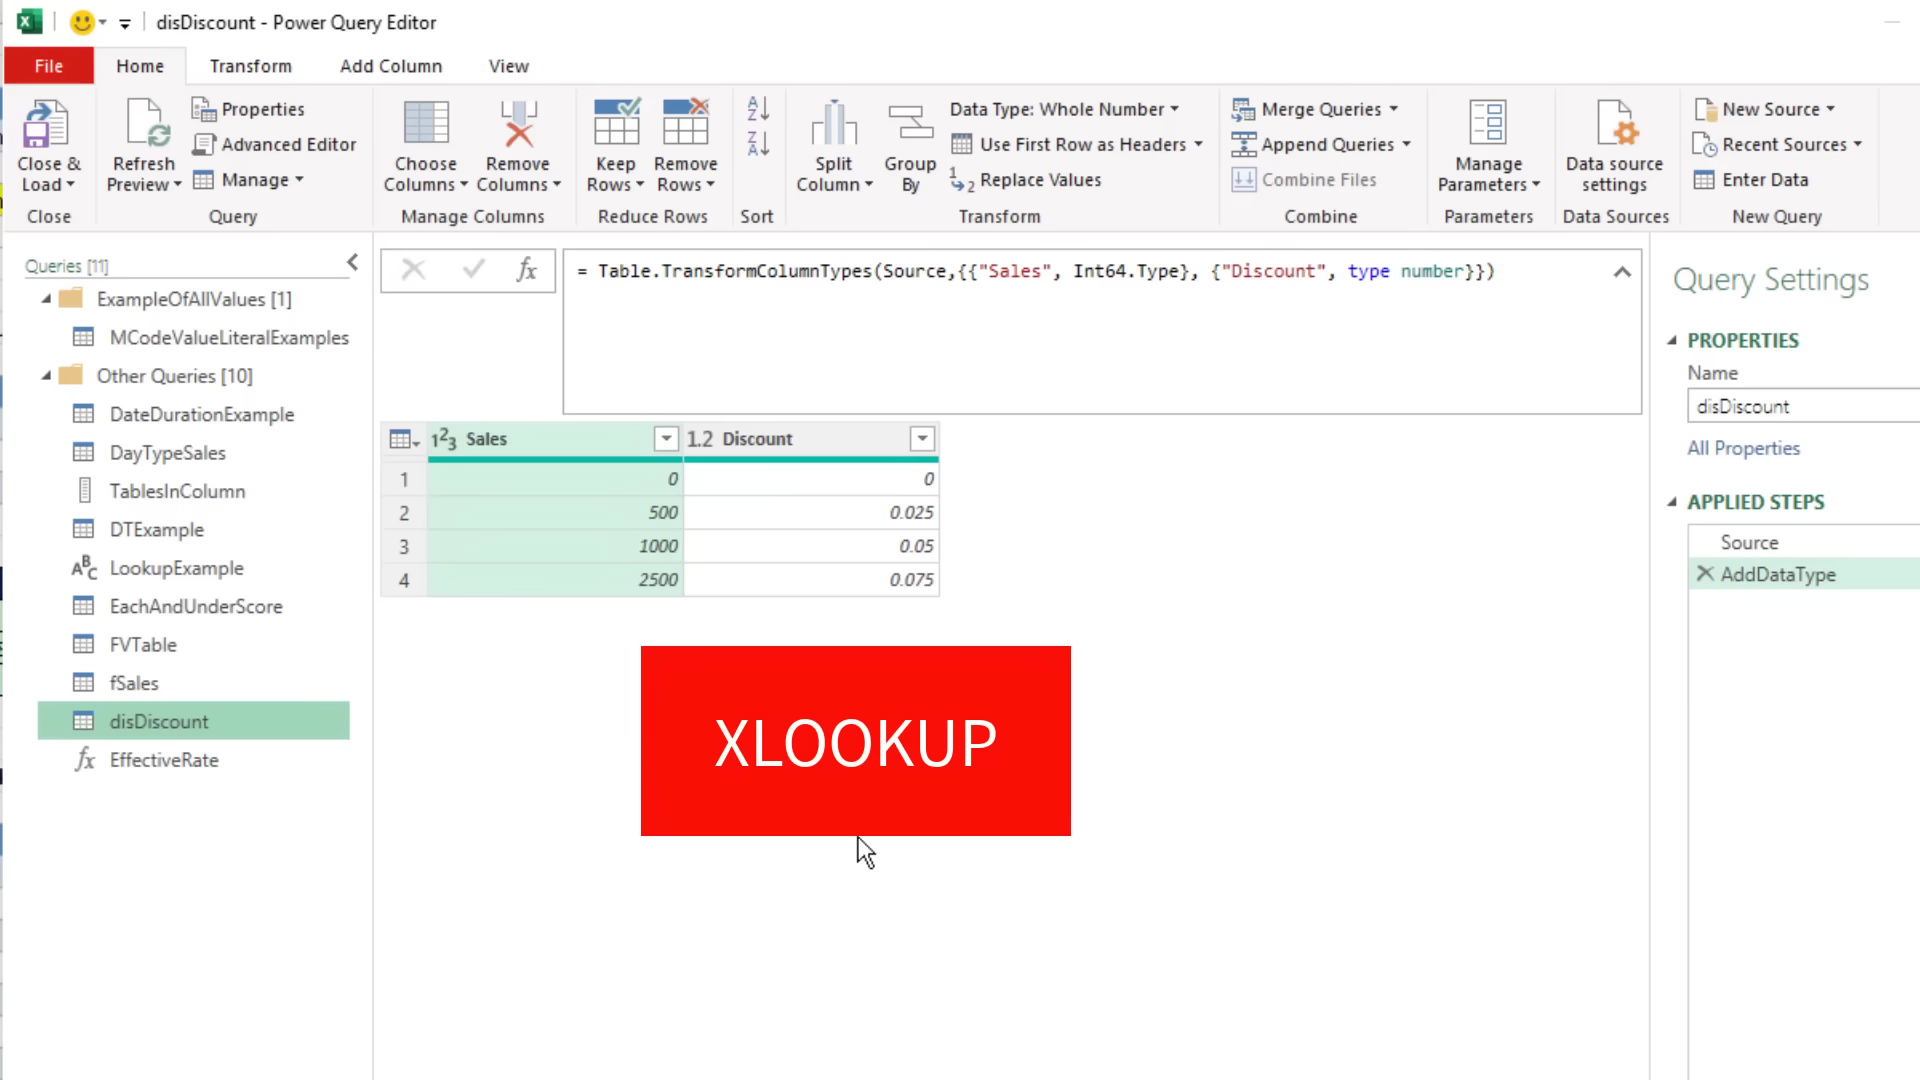 disDiscount - Power Query Editor
File Home Transform Add Column View
Close & Load
Close
Refresh Preview
Properties
Advanced Editor
Manage
Query
Choose Columns
Remove Columns
Manage Columns
Keep Rows
Remove Rows
Reduce Rows
Sort
Split Column
Group By
Data Type: Whole Number
Use First Row as Headers
Replace Values
Transform
Merge Queries
Append Queries
Combine Files
Combine
Manage Parameters
Parameters
Data source settings
Data Sources
New Source
Recent Sources
Enter Data
New Query
Queries [11]
ExampleOfAllValues [1]
MCodeValueLiteralExamples
Other Queries [10]
DateDurationExample
DayTypeSales
TablesInColumn
DTExample
LookupExample
EachAndUnderScore
FVTable
fSales
disDiscount
fx EffectiveRate
fx = Table.TransformColumnTypes(Source,{{"Sales", Int64.Type}, {"Discount", type number}})
123 Sales 1.2 Discount
1 0 0
2 500 0.025
3 1000 0.05
4 2500 0.075
XLOOKUP
Query Settings
PROPERTIES
Name
disDiscount
All Properties
APPLIED STEPS
Source
AddDataType